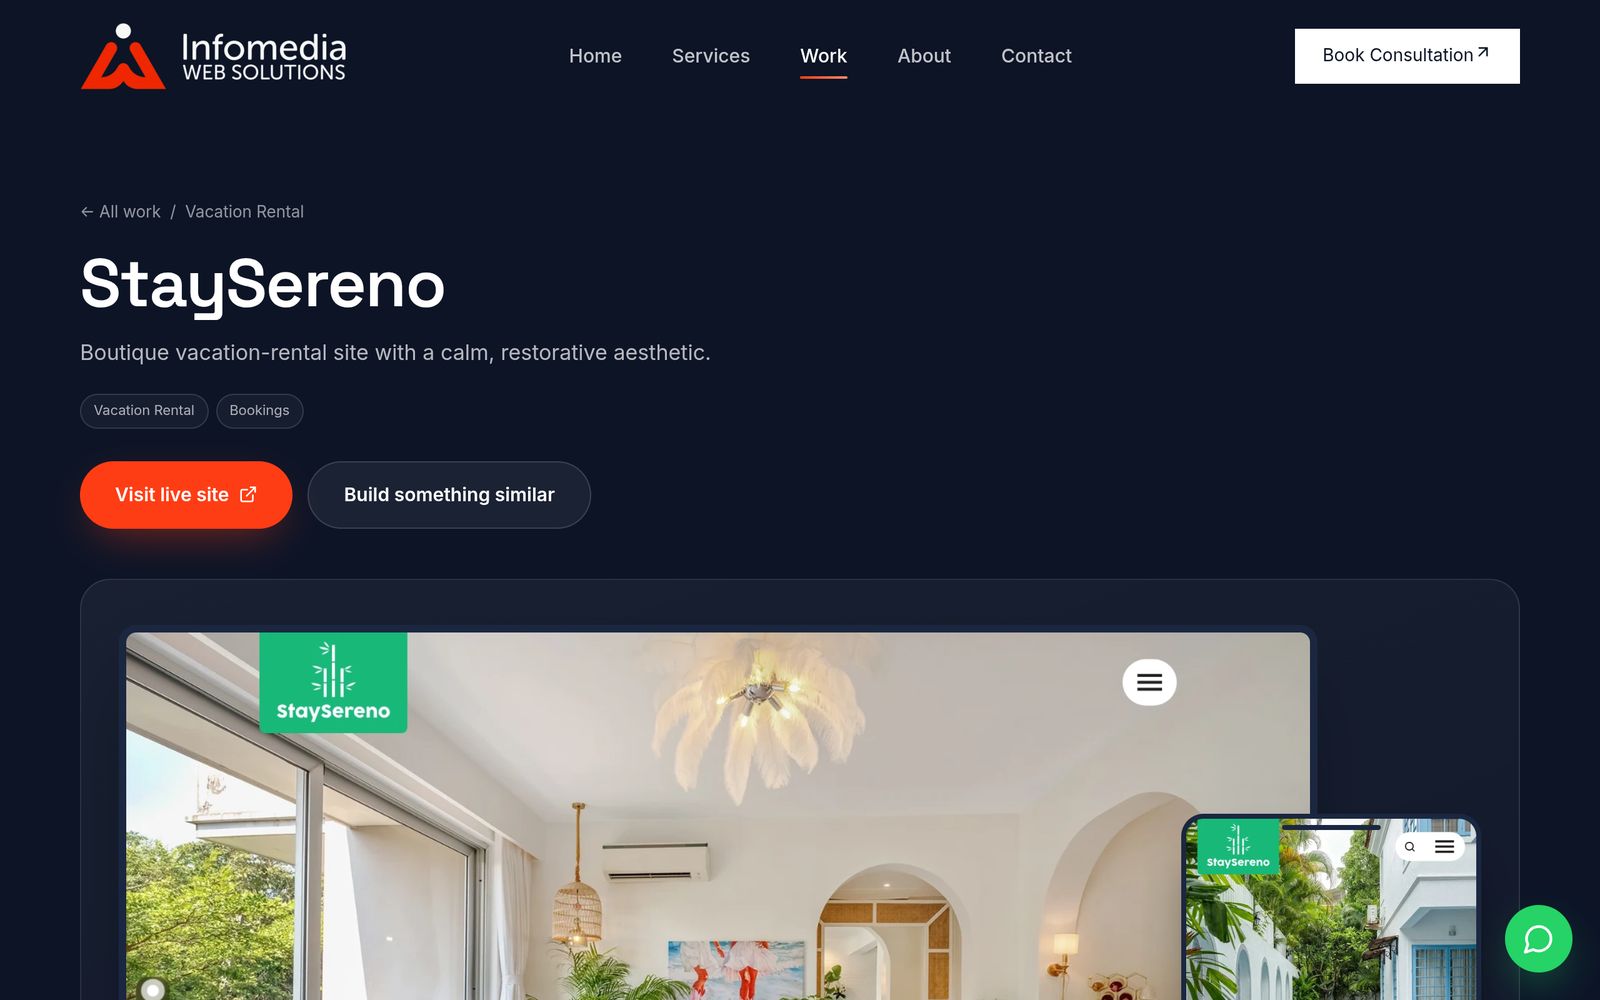 Infomedia
WEB SOLUTIONS
Home
Services
Work
About
Contact
Book Consultation
← All work / Vacation Rental
StaySereno
Boutique vacation-rental site with a calm, restorative aesthetic.
Vacation Rental
Bookings
Visit live site
Build something similar
StaySereno
StaySereno